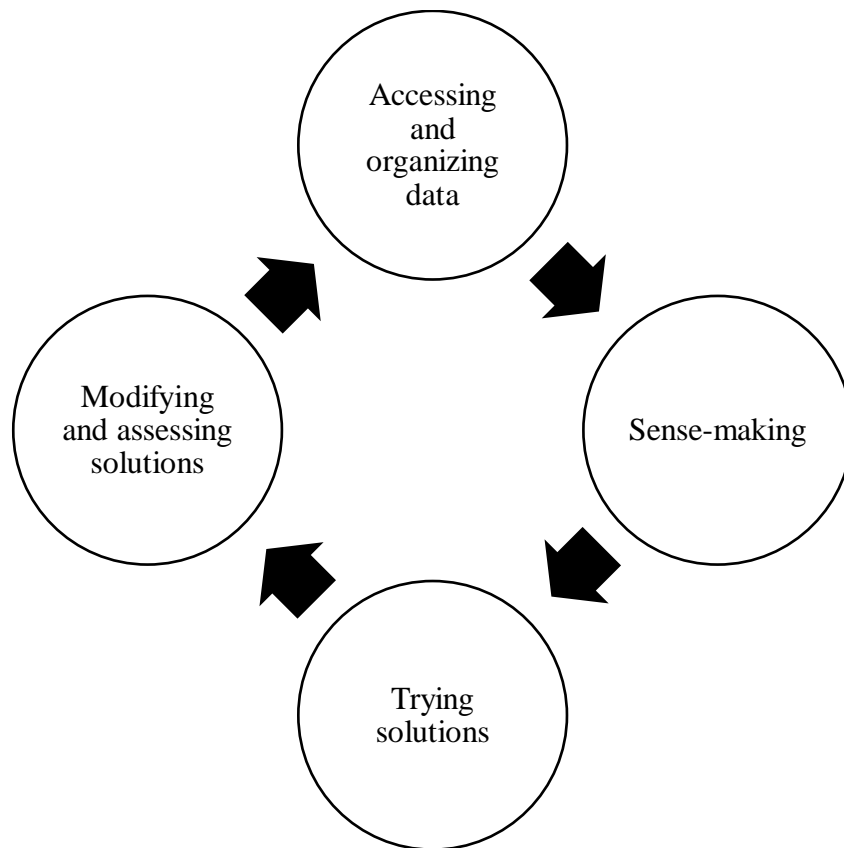 Accessing
and
organizing
data
Sense-making
Trying
solutions
Modifying
and assessing
solutions